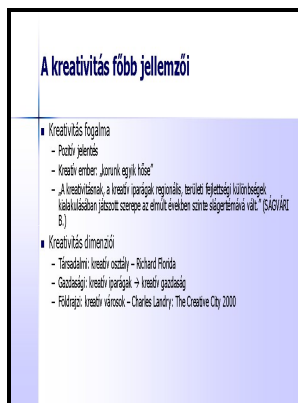 A kreativitás főbb jellemzői
Kreativitás fogalma
– Pozitív jelentés
– Kreatív ember: „korunk egyik hőse”
– „A kreativitásnak, a kreatív iparágak regionális, területi fejlettségi különbségek
kialakulásában játszott szerepe az elmúlt években szinte slágertémává vált.” (SÁGVÁRI
B.)
Kreativitás dimenziói
– Társadalmi: kreatív osztály – Richard Florida
– Gazdasági: kreatív iparágak → kreatív gazdaság
– Földrajzi: kreatív városok – Charles Landry: The Creative City 2000